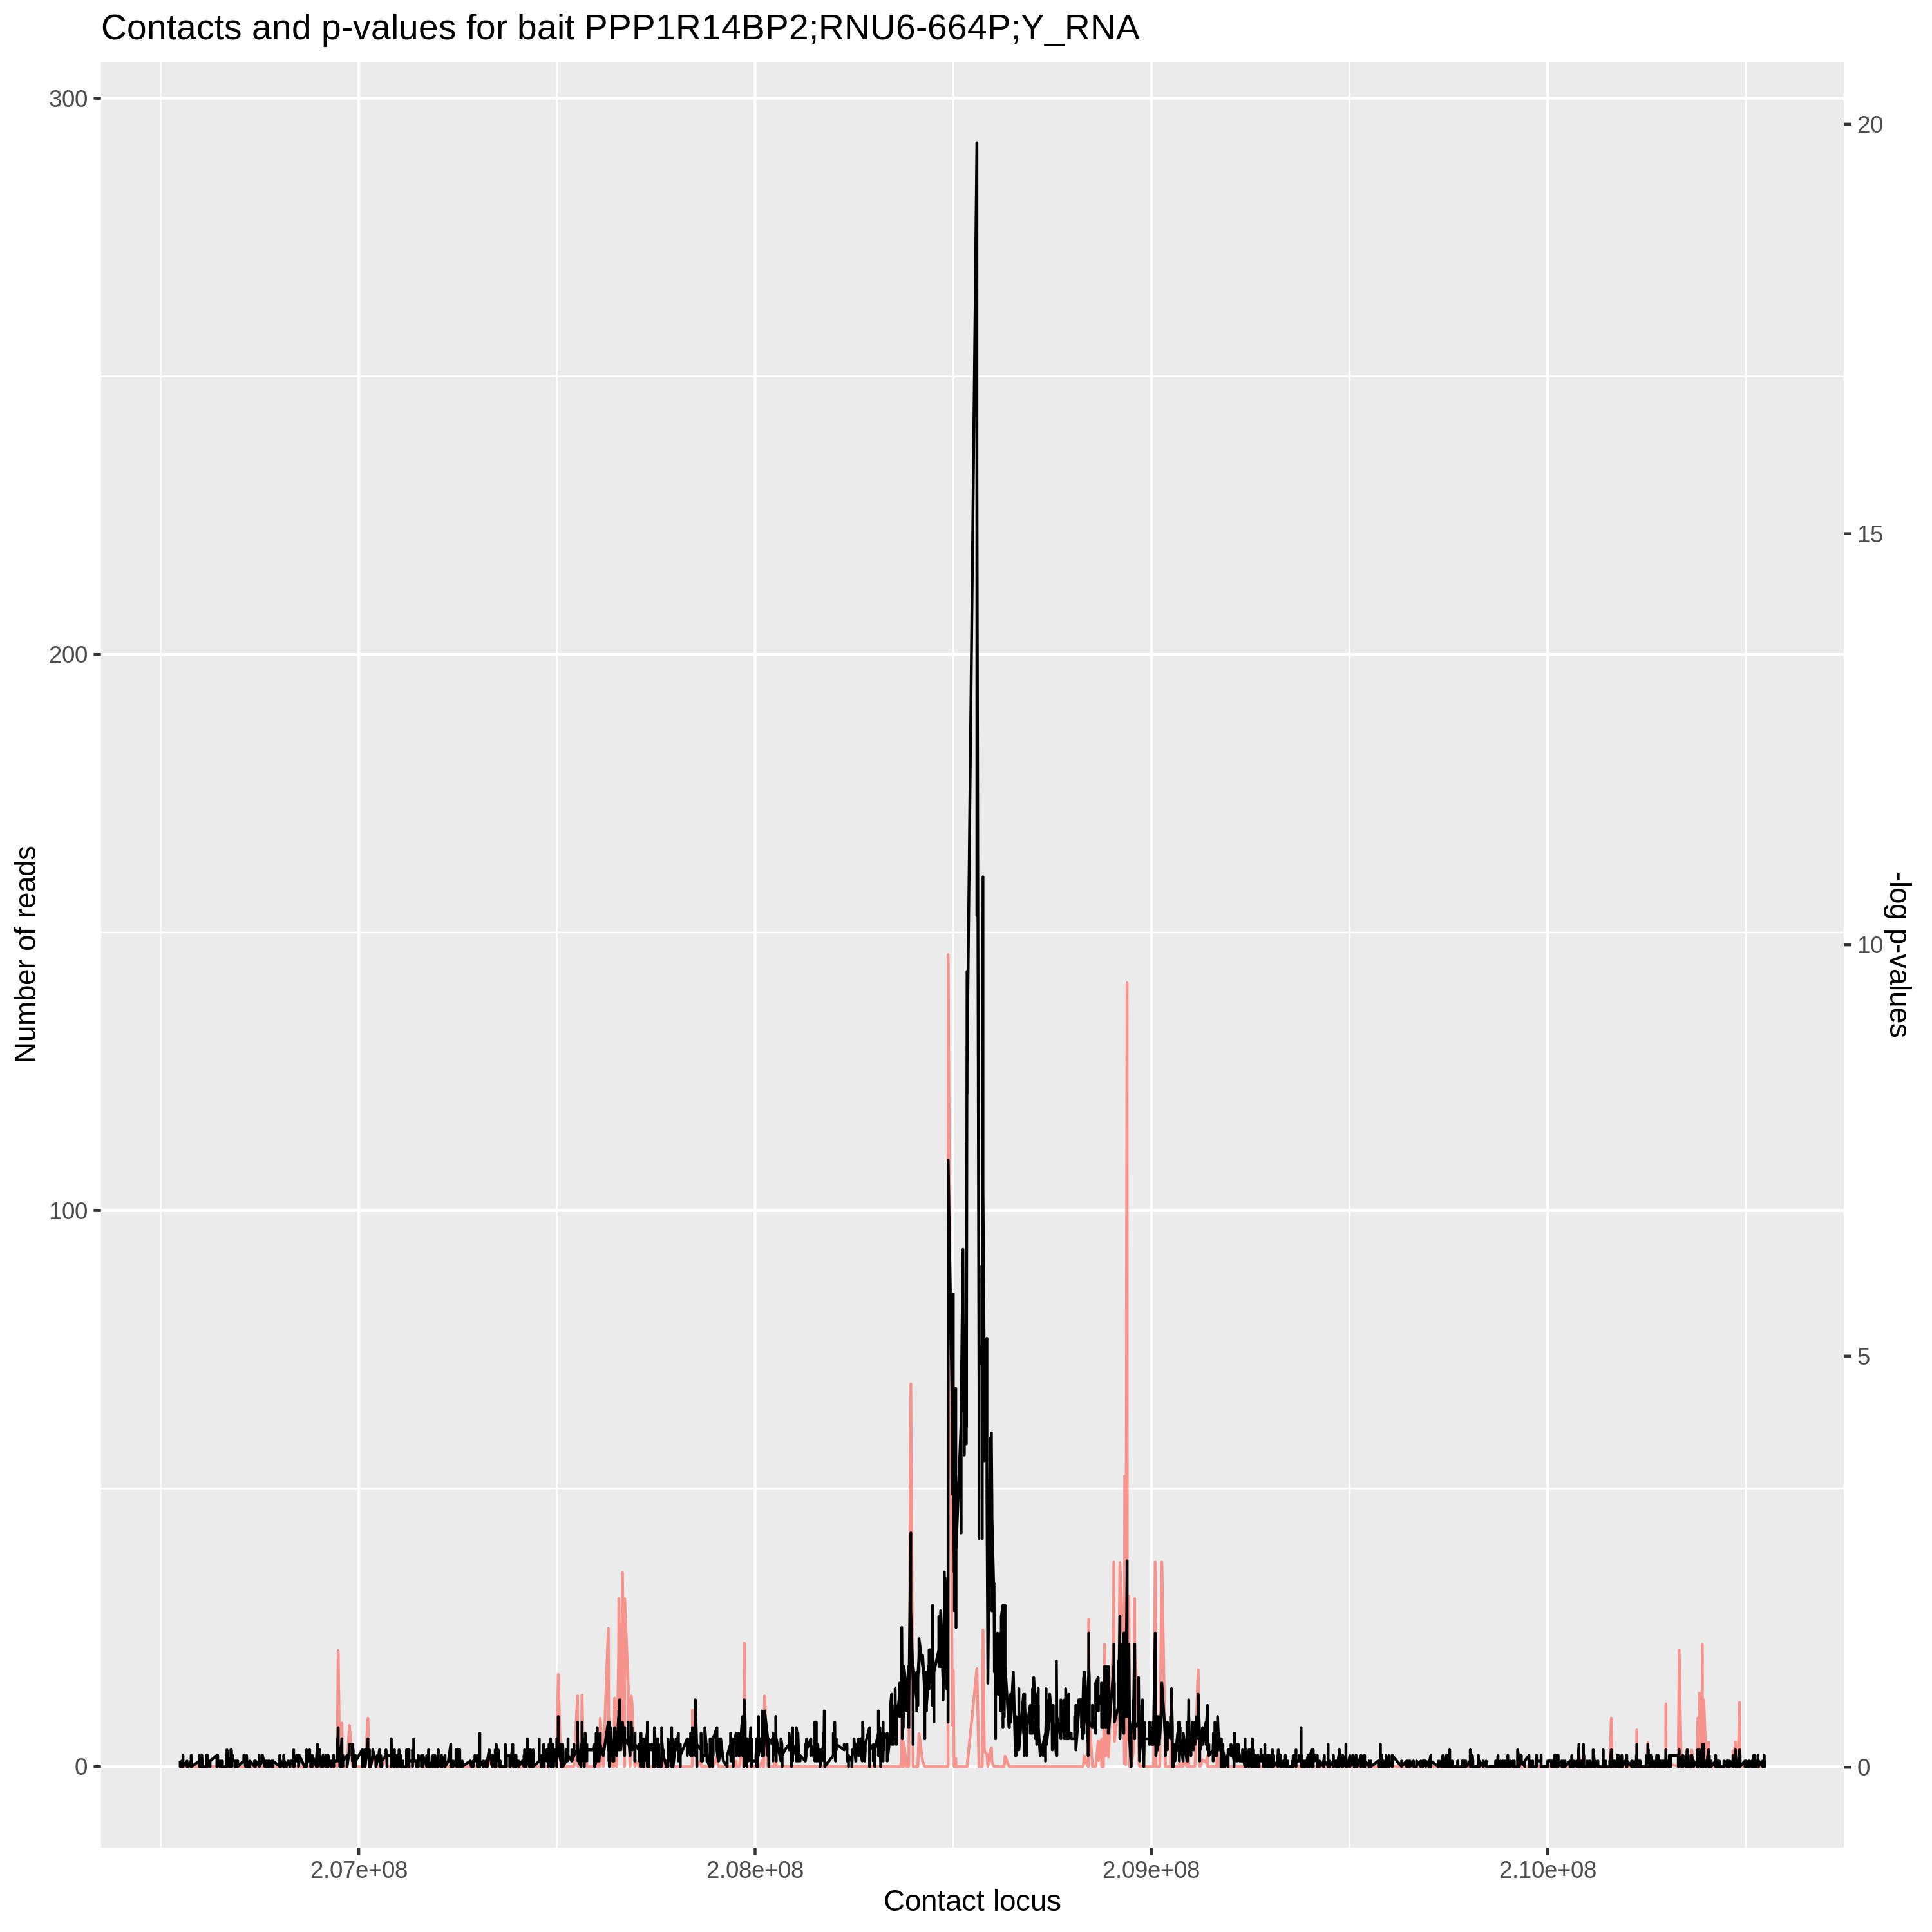 Contacts and p-values for bait PPP1R14BP2;RNU6-664P;Y_RNA
300
200
100
0
Number of reads
20
15
10
5
0
-log p-values
2.07e+08
2.08e+08
2.09e+08
2.10e+08
Contact locus